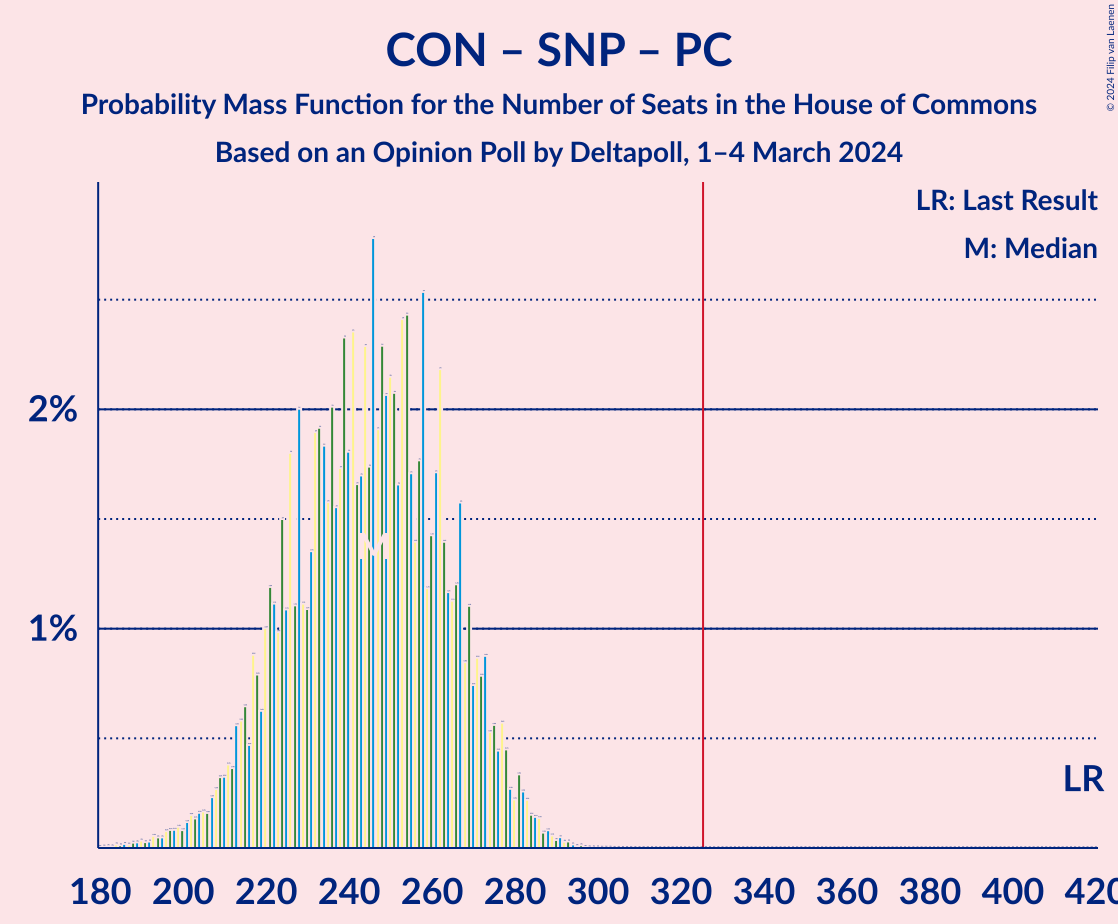 CON – SNP – PC
Probability Mass Function for the Number of Seats in the House of Commons
Based on an Opinion Poll by Deltapoll, 1–4 March 2024
© 2024 Filip van Laenen
LR: Last Result
M: Median
2%
1%
M
LR
180 200 220 240 260 280 300 320 340 360 380 400 420